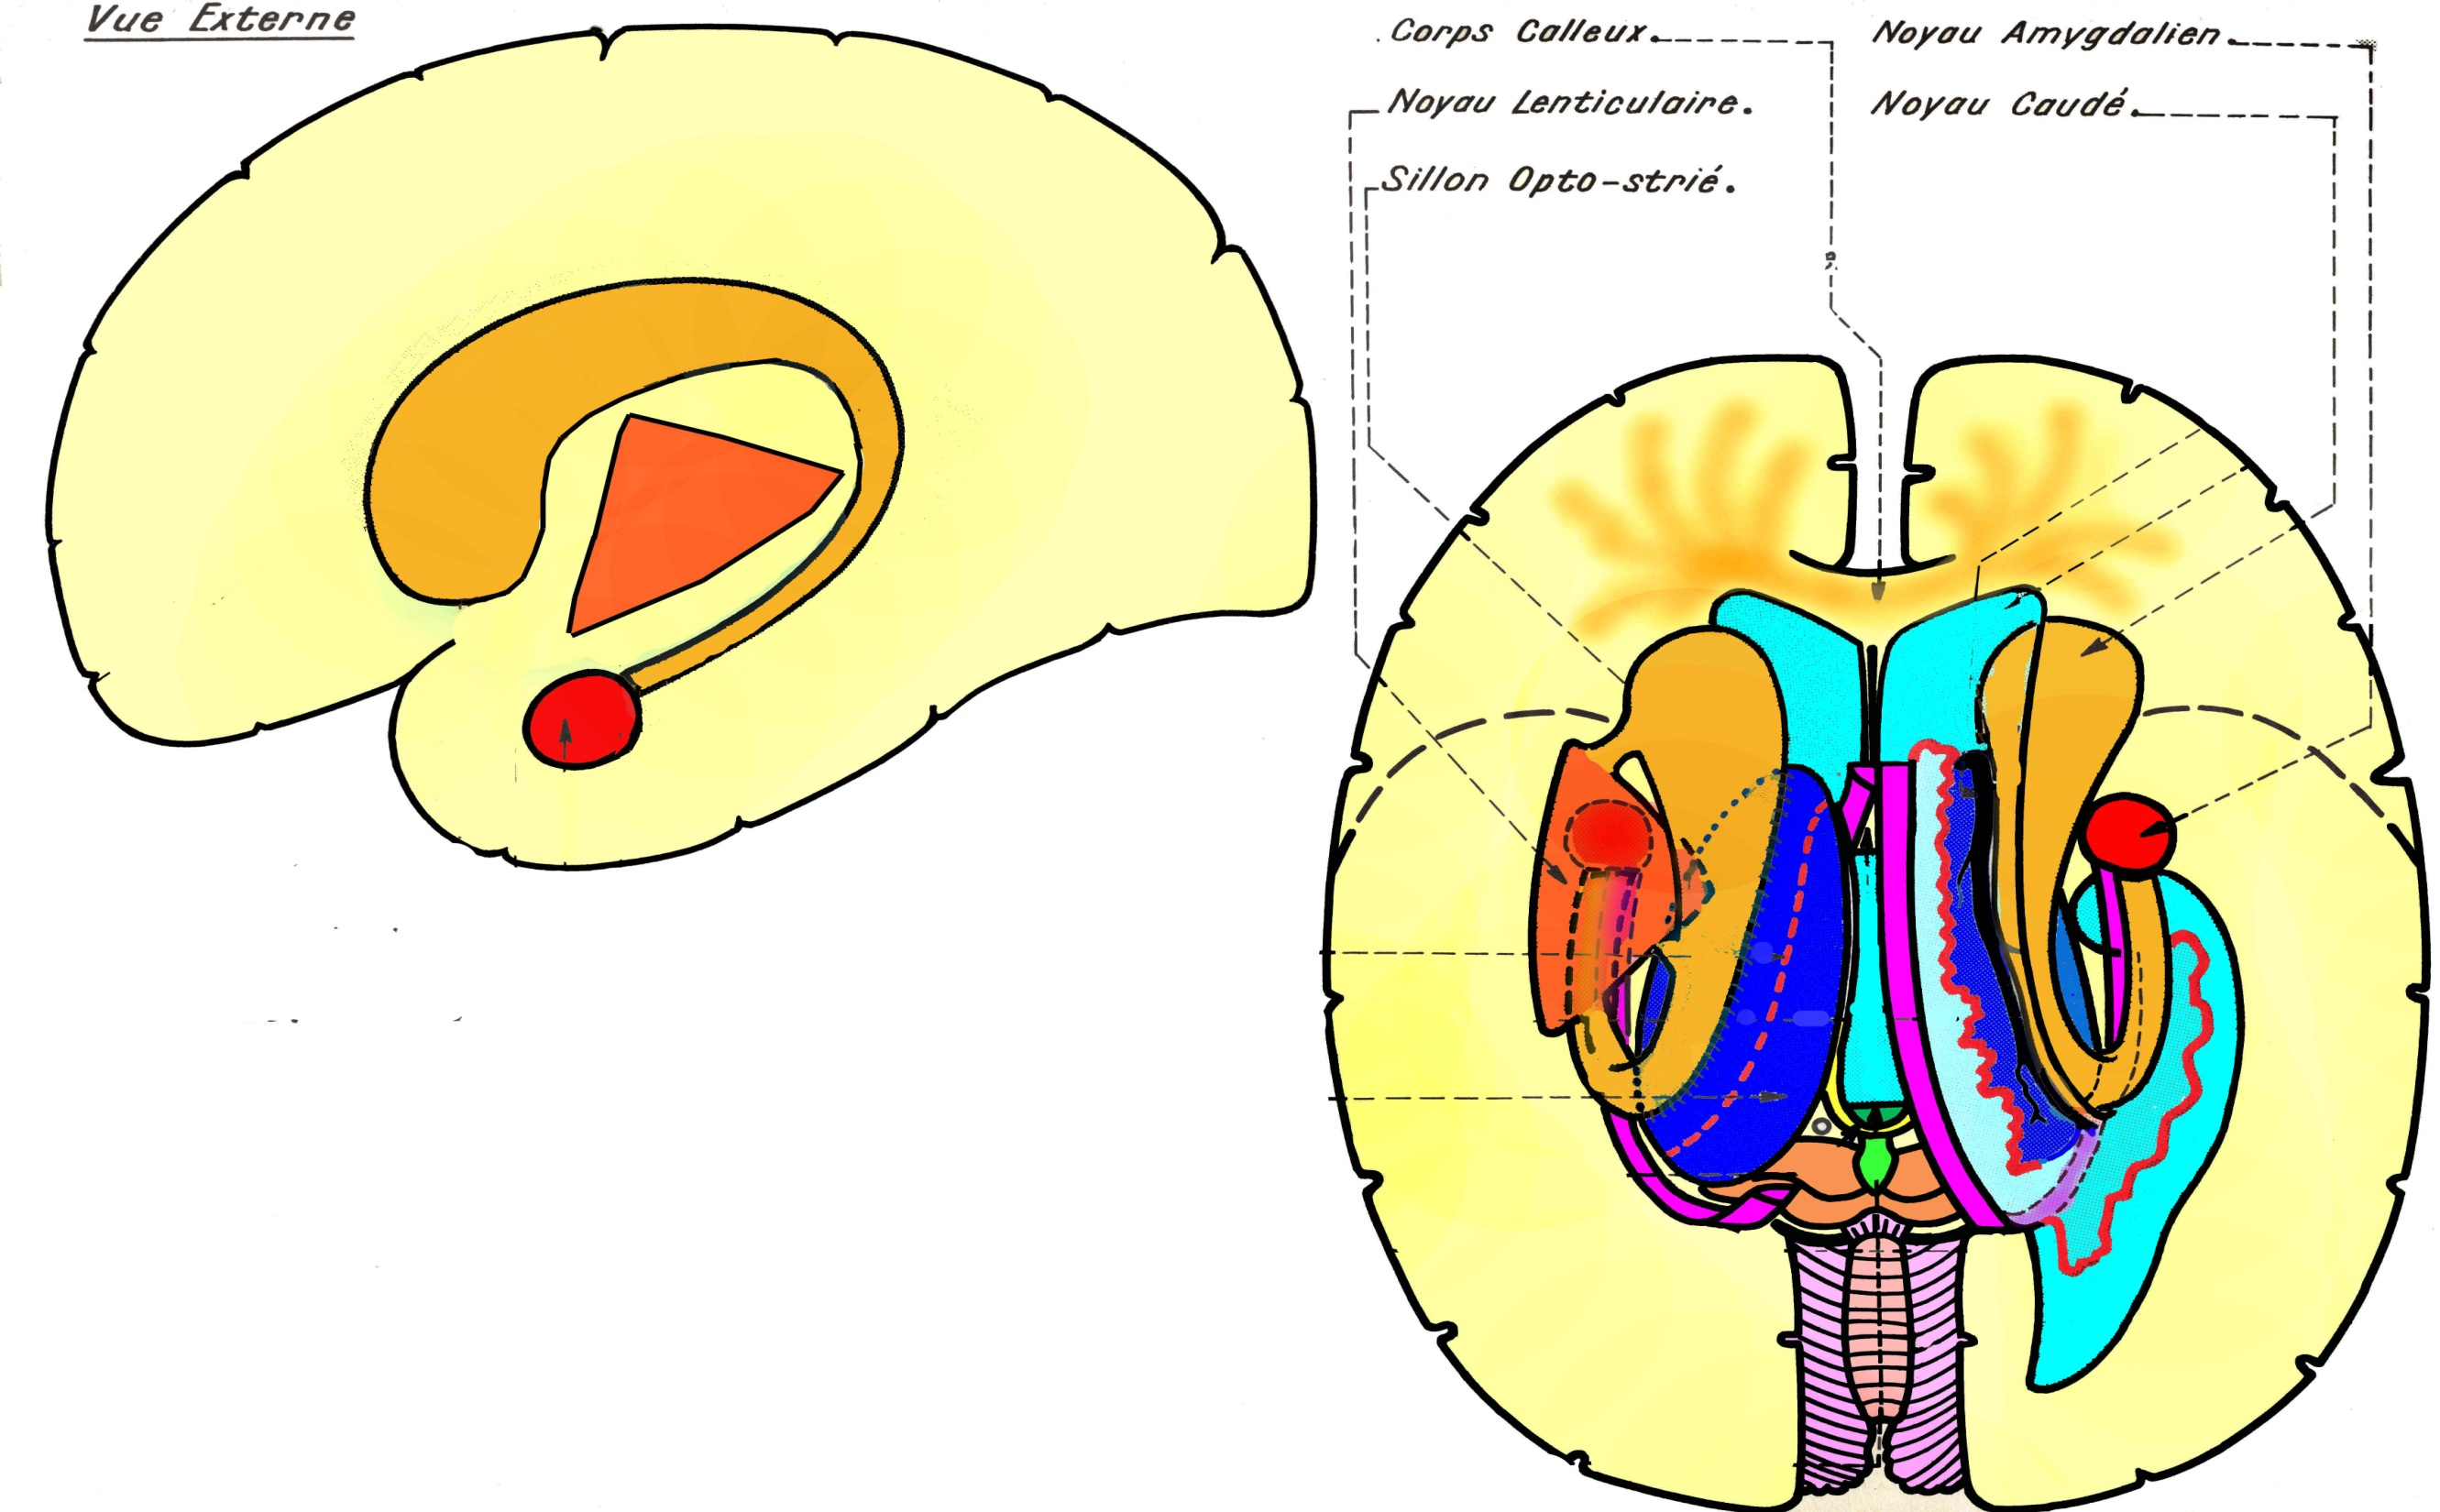 Vue Externe
Corps Calleux.
Noyau Lenticulaire.
Sillon Opto-strié.
Noyau Amygdalien.
Noyau Caudé.